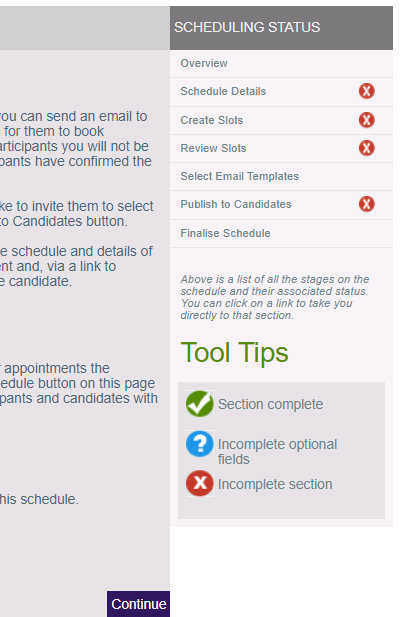 SCHEDULING STATUS
Overview
Schedule Details
Create Slots
Review Slots
Select Email Templates
Publish to Candidates
Finalise Schedule
Above is a list of all the stages on the
schedule and their associated status.
You can click on a link to take you
directly to that section.
Tool Tips
Section complete
Incomplete optional
fields
Incomplete section
you can send an email to
for them to book
articipants you will not be
pants have confirmed the
ke to invite them to select
to Candidates button.
e schedule and details of
ent and, via a link to
e candidate.
appointments the
edule button on this page
ipants and candidates with
his schedule.
Continue